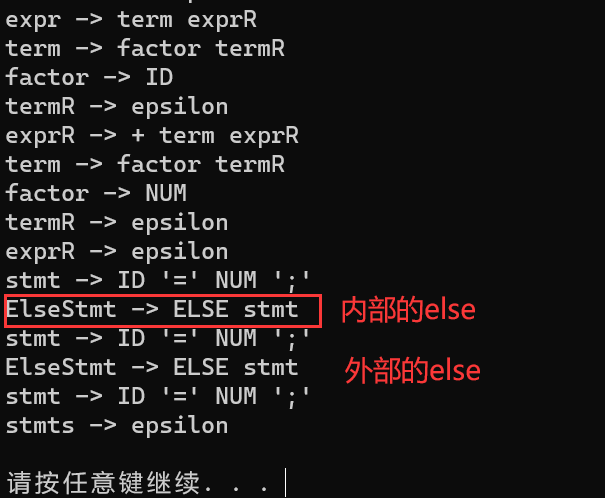 expr -> term exprR
term -> factor termR
factor -> ID
termR -> epsilon
exprR -> + term exprR
term -> factor termR
factor -> NUM
termR -> epsilon
exprR -> epsilon
stmt -> ID '=' NUM ';'
ElseStmt -> ELSE stmt 内部的else
stmt -> ID '=' NUM ';'
ElseStmt -> ELSE stmt 外部的else
stmt -> ID '=' NUM ';'
stmts -> epsilon
请按任意键继续. . .